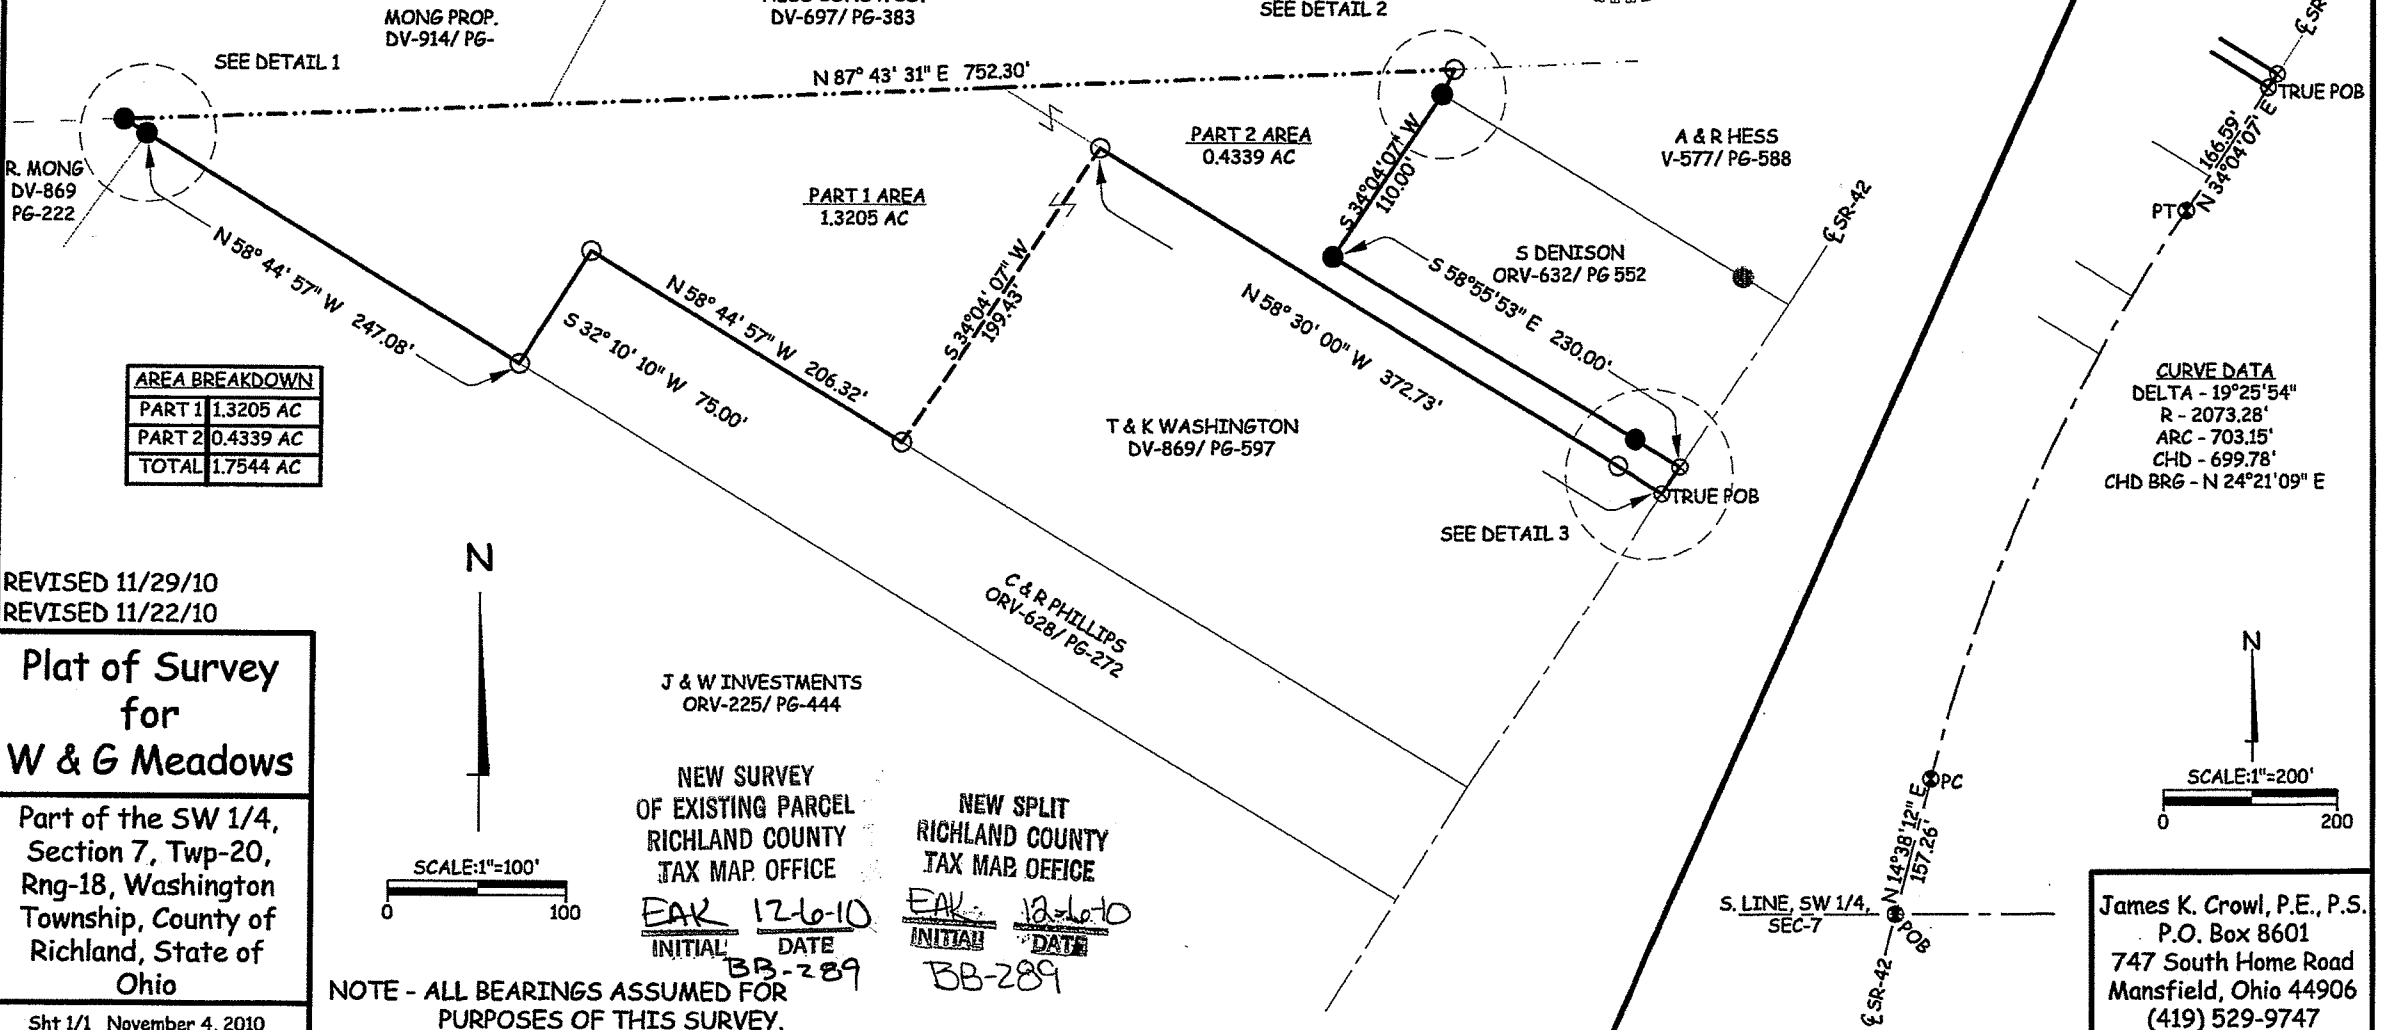 MONG PROP.
DV-914/ PG-
DV-697/ PG-383
SEE DETAIL 2
SEE DETAIL 1
N 87° 43' 31" E 752.30'
R. MONG
DV-869
PG-222
PART 1 AREA
1.3205 AC
PART 2 AREA
0.4339 AC
A & R HESS
V-577/ PG-588
S 34°04'07" W
110.00'
℄ SR-42
S DENISON
ORV-632/ PG 552
S 58°55'53" E 230.00'
N 58° 44' 57" W 247.08'
S 32° 10' 10" W 75.00'
N 58° 44' 57" W 206.32'
S 34°04' 07" W
199.43'
N 58° 30' 00" W 372.73'
T & K WASHINGTON
DV-869/ PG-597
TRUE POB
SEE DETAIL 3
AREA BREAKDOWN
PART 1 1.3205 AC
PART 2 0.4339 AC
TOTAL 1.7544 AC
C & R PHILLIPS
ORV-628/ PG-272
J & W INVESTMENTS
ORV-225/ PG-444
REVISED 11/29/10
REVISED 11/22/10
Plat of Survey
for
W & G Meadows
Part of the SW 1/4,
Section 7, Twp-20,
Rng-18, Washington
Township, County of
Richland, State of
Ohio
Sht 1/1 November 4, 2010
N
SCALE:1"=100'
0 100
NEW SURVEY
OF EXISTING PARCEL
RICHLAND COUNTY
TAX MAP OFFICE
EAK 12-6-10
INITIAL DATE
BB-289
NEW SPLIT
RICHLAND COUNTY
TAX MAP OFFICE
EAK 12-6-10
INITIAL DATE
BB-289
NOTE - ALL BEARINGS ASSUMED FOR
PURPOSES OF THIS SURVEY.
℄ SR
TRUE POB
166.59'
N 34°04'07" E
PT
CURVE DATA
DELTA - 19°25'54"
R - 2073.28'
ARC - 703.15'
CHD - 699.78'
CHD BRG - N 24°21'09" E
N
SCALE:1"=200'
0 200
PC
N 14°38'12" E
157.26'
S. LINE, SW 1/4,
SEC-7
POB
℄ SR-42
James K. Crowl, P.E., P.S.
P.O. Box 8601
747 South Home Road
Mansfield, Ohio 44906
(419) 529-9747